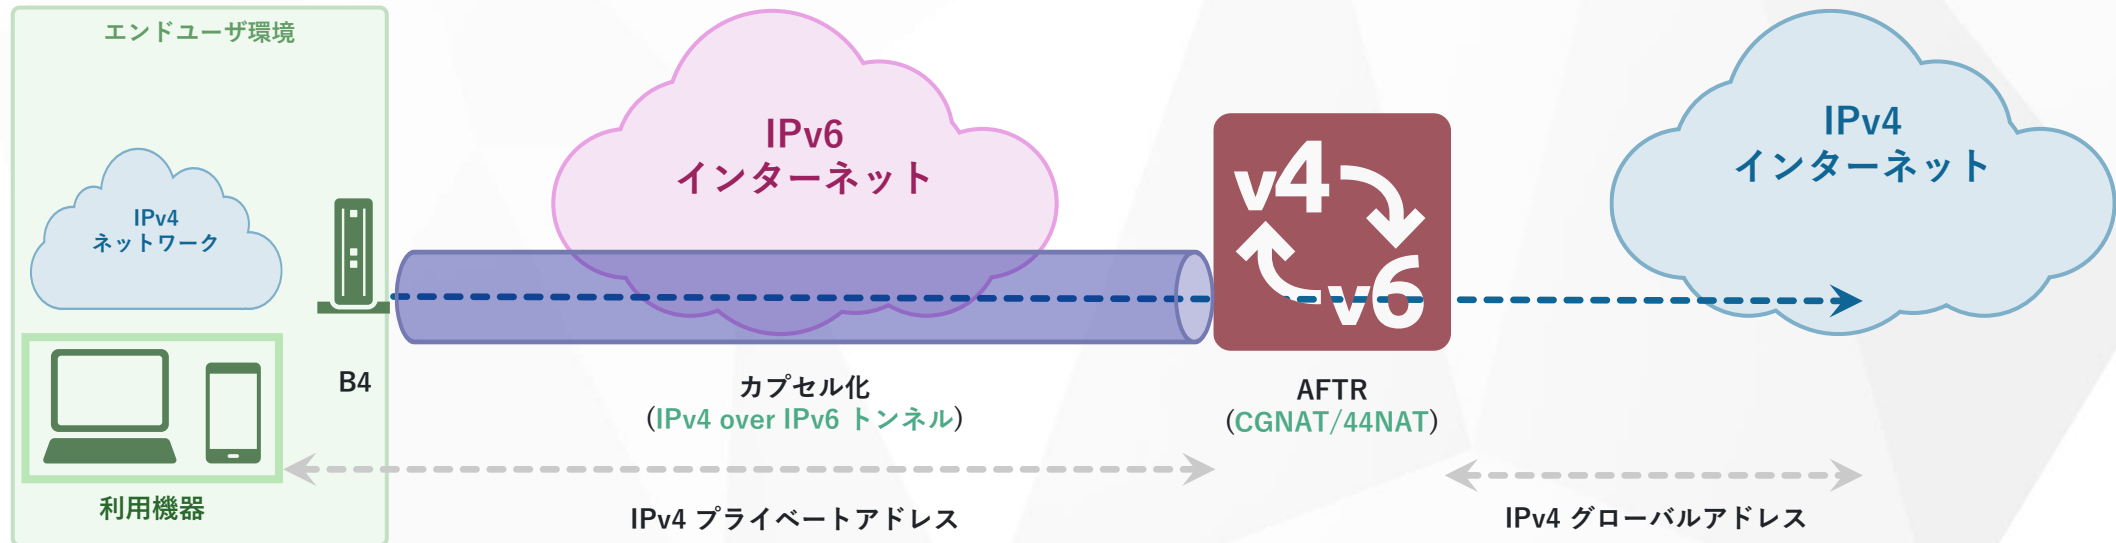 エンドユーザ環境
IPv4
ネットワーク
利用機器
B4
IPv6
インターネット
カプセル化
(IPv4 over IPv6 トンネル)
IPv4 プライベートアドレス
v4
v6
AFTR
(CGNAT/44NAT)
IPv4
インターネット
IPv4 グローバルアドレス